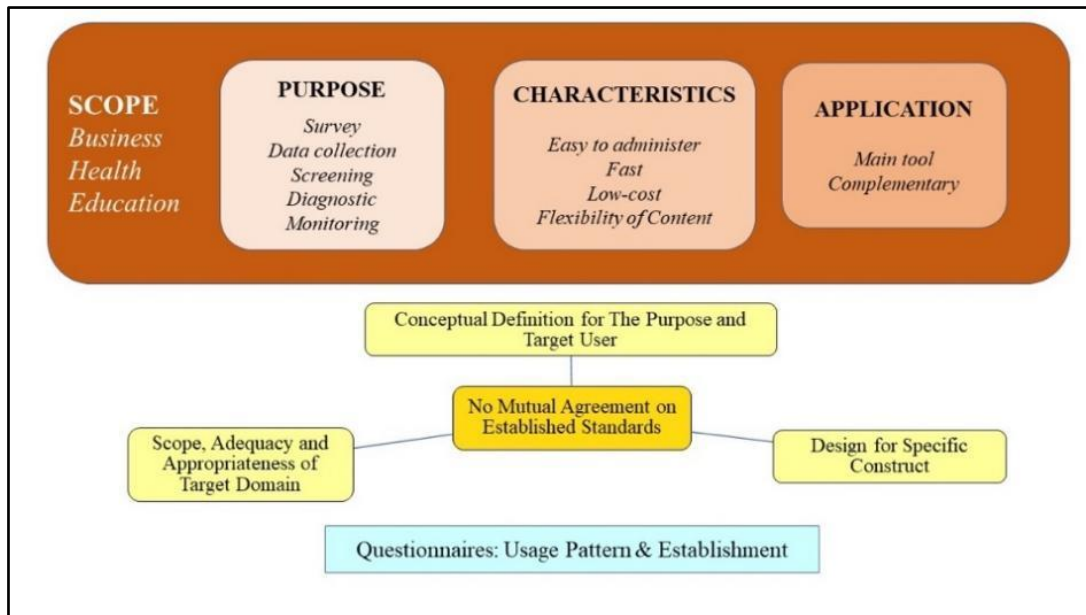 SCOPE
Business
Health
Education
PURPOSE
Survey
Data collection
Screening
Diagnostic
Monitoring
CHARACTERISTICS
Easy to administer
Fast
Low-cost
Flexibility of Content
APPLICATION
Main tool
Complementary
Conceptual Definition for The Purpose and
Target User
No Mutual Agreement on
Established Standards
Scope, Adequacy and
Appropriateness of
Target Domain
Design for Specific
Construct
Questionnaires: Usage Pattern & Establishment